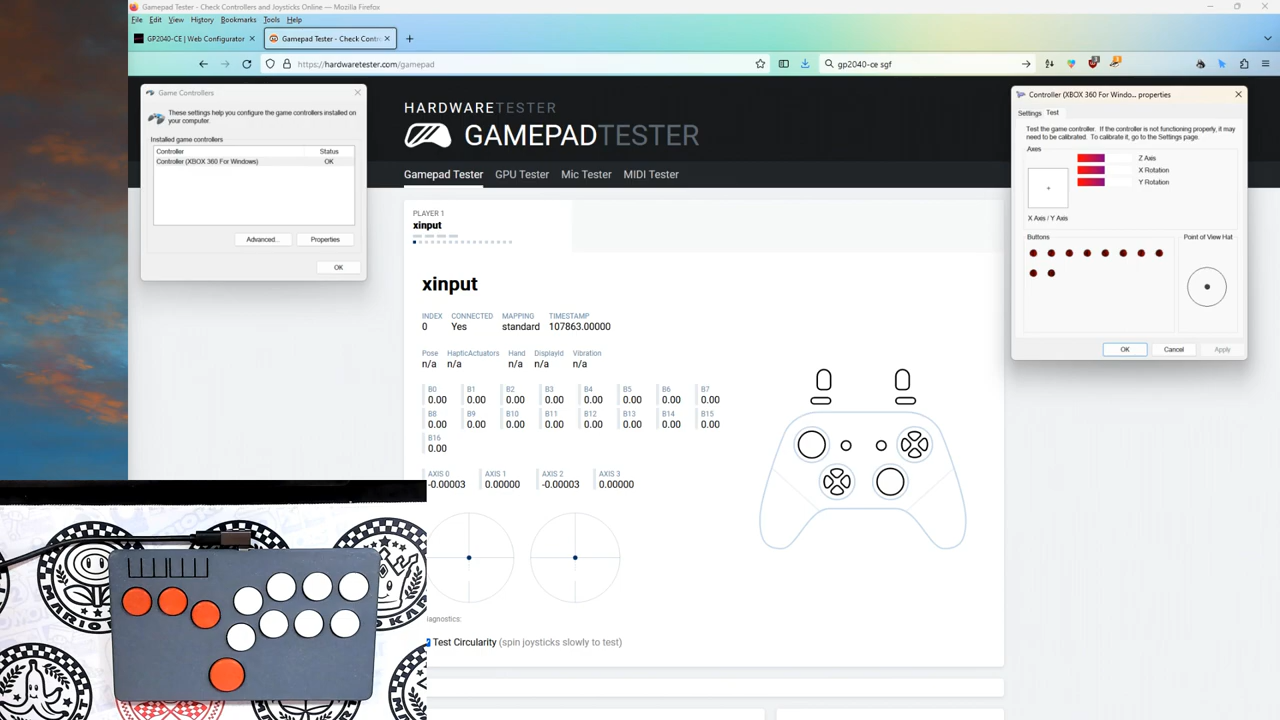 Gamepad Tester - Check Controllers and Joysticks Online — Mozilla Firefox
File Edit View History Bookmarks Tools Help
GP2040-CE | Web Configurator
Gamepad Tester - Check Contr
https://hardwaretester.com/gamepad
gp2040-ce sgf
Game Controllers
These settings help you configure the game controllers installed on
your computer.
Installed game controllers
Controller Status
Controller (XBOX 360 For Windows) OK
Advanced... Properties
OK
HARDWARETESTER
GAMEPADTESTER
Gamepad Tester GPU Tester Mic Tester MIDI Tester
PLAYER 1
xinput
xinput
INDEX CONNECTED MAPPING TIMESTAMP
0 Yes standard 107863.00000
Pose HapticActuators Hand DisplayId Vibration
n/a n/a n/a n/a n/a
B0 B1 B2 B3 B4 B5 B6 B7
0.00 0.00 0.00 0.00 0.00 0.00 0.00 0.00
B8 B9 B10 B11 B12 B13 B14 B15
0.00 0.00 0.00 0.00 0.00 0.00 0.00 0.00
B16
0.00
AXIS 0 AXIS 1 AXIS 2 AXIS 3
-0.00003 0.00000 -0.00003 0.00000
iagnostics:
Test Circularity (spin joysticks slowly to test)
Controller (XBOX 360 For Windo... properties
Settings Test
Test the game controller. If the controller is not functioning properly, it may
need to be calibrated. To calibrate it, go to the Settings page.
Axes
Z Axis
X Rotation
Y Rotation
X Axis / Y Axis
Buttons
Point of View Hat
OK Cancel Apply